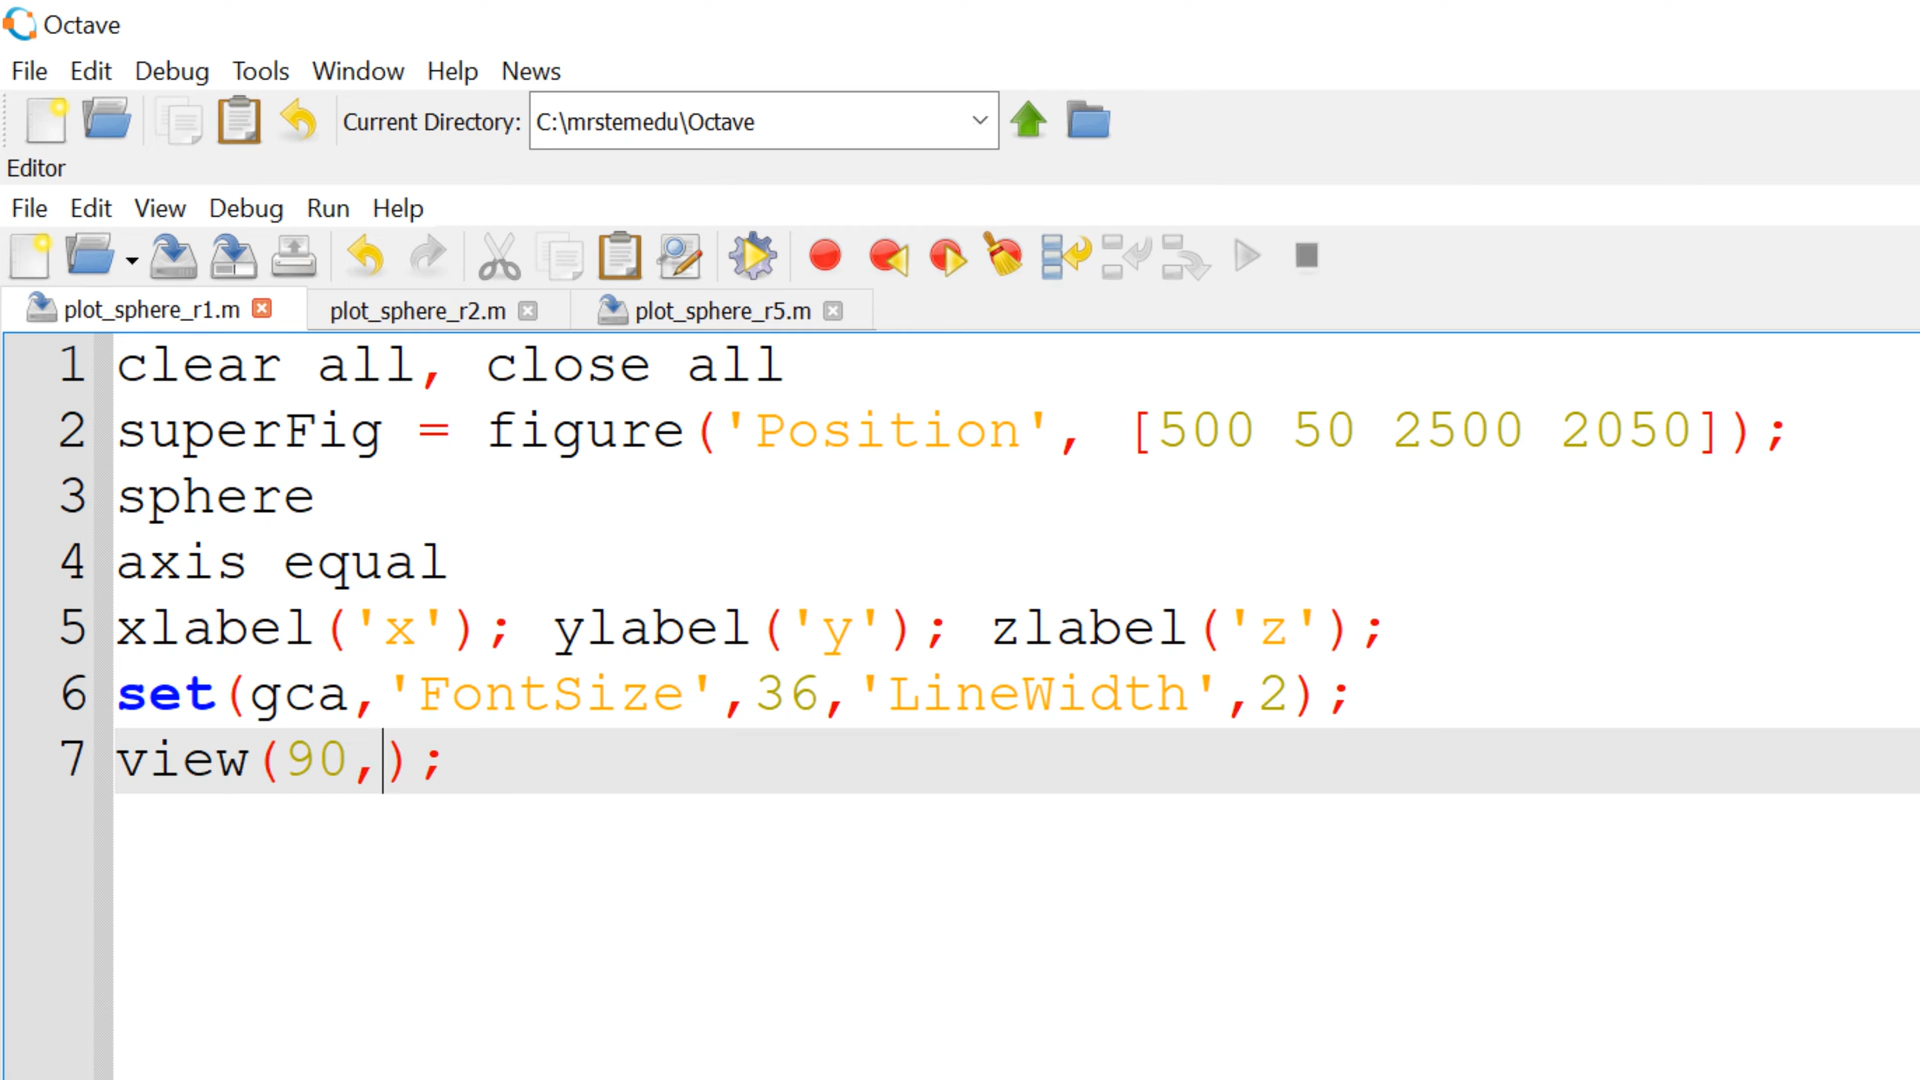 Octave
File Edit Debug Tools Window Help News
Current Directory: C:\mrstemedu\Octave
Editor
File Edit View Debug Run Help
plot_sphere_r1.m plot_sphere_r2.m plot_sphere_r5.m
1 clear all, close all
2 superFig = figure('Position', [500 50 2500 2050]);
3 sphere
4 axis equal
5 xlabel('x'); ylabel('y'); zlabel('z');
6 set(gca,'FontSize',36,'LineWidth',2);
7 view(90,);